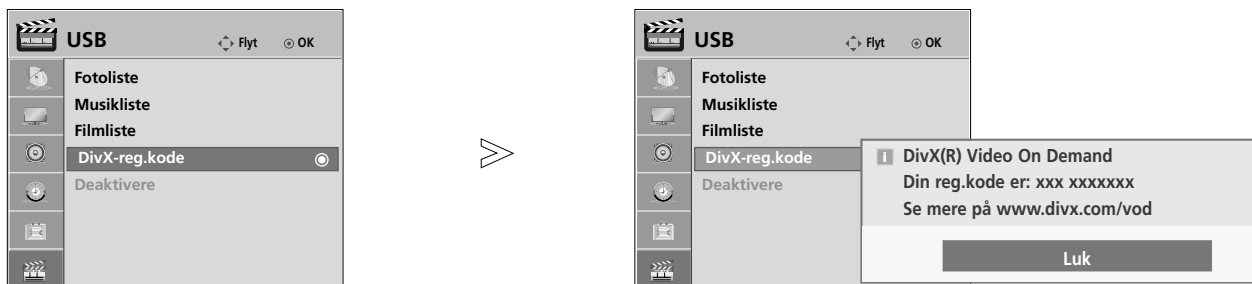 USB Flyt OK
Fotoliste
Musikliste
Filmliste
DivX-reg.kode
Deaktivere
USB Flyt OK
Fotoliste
Musikliste
Filmliste
DivX-reg.kode
Deaktivere
i DivX(R) Video On Demand
Din reg.kode er: xxx xxxxxxx
Se mere på www.divx.com/vod
Luk